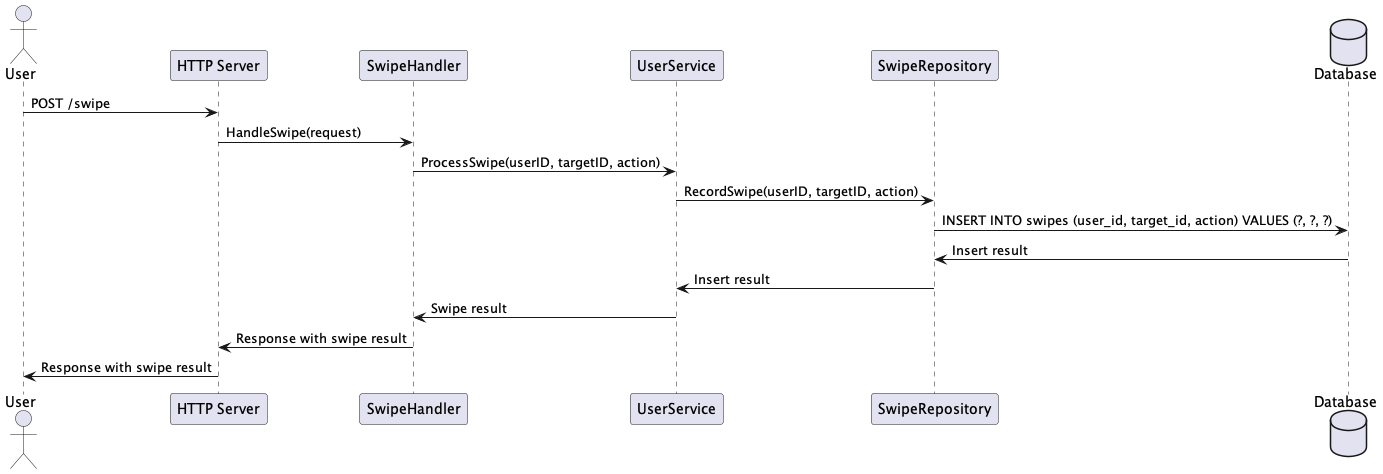 User
HTTP Server
SwipeHandler
UserService
SwipeRepository
Database
POST /swipe
HandleSwipe(request)
ProcessSwipe(userID, targetID, action)
RecordSwipe(userID, targetID, action)
INSERT INTO swipes (user_id, target_id, action) VALUES (?, ?, ?)
Insert result
Insert result
Swipe result
Response with swipe result
Response with swipe result
User
HTTP Server
SwipeHandler
UserService
SwipeRepository
Database